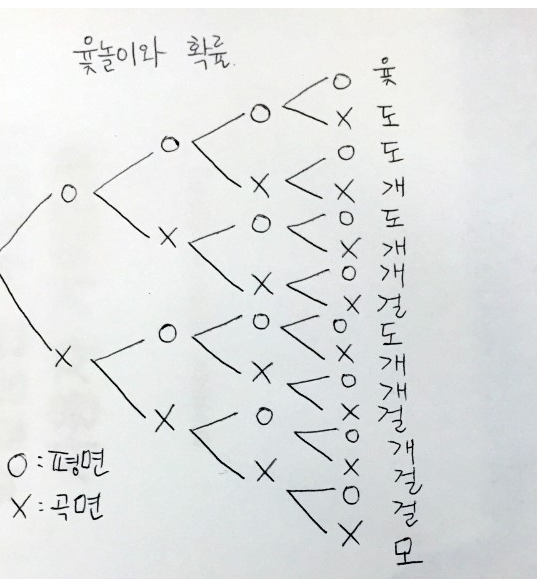 윷놀이와 확률.
O O O O 윷
X 도
X O 도
X 개
X O O 도
X 개
X O 개
X 걸
X O O O 도
X 개
X O 개
X 걸
X O O 개
X 걸
X O 걸
X 모
O : 평면
X : 곡면